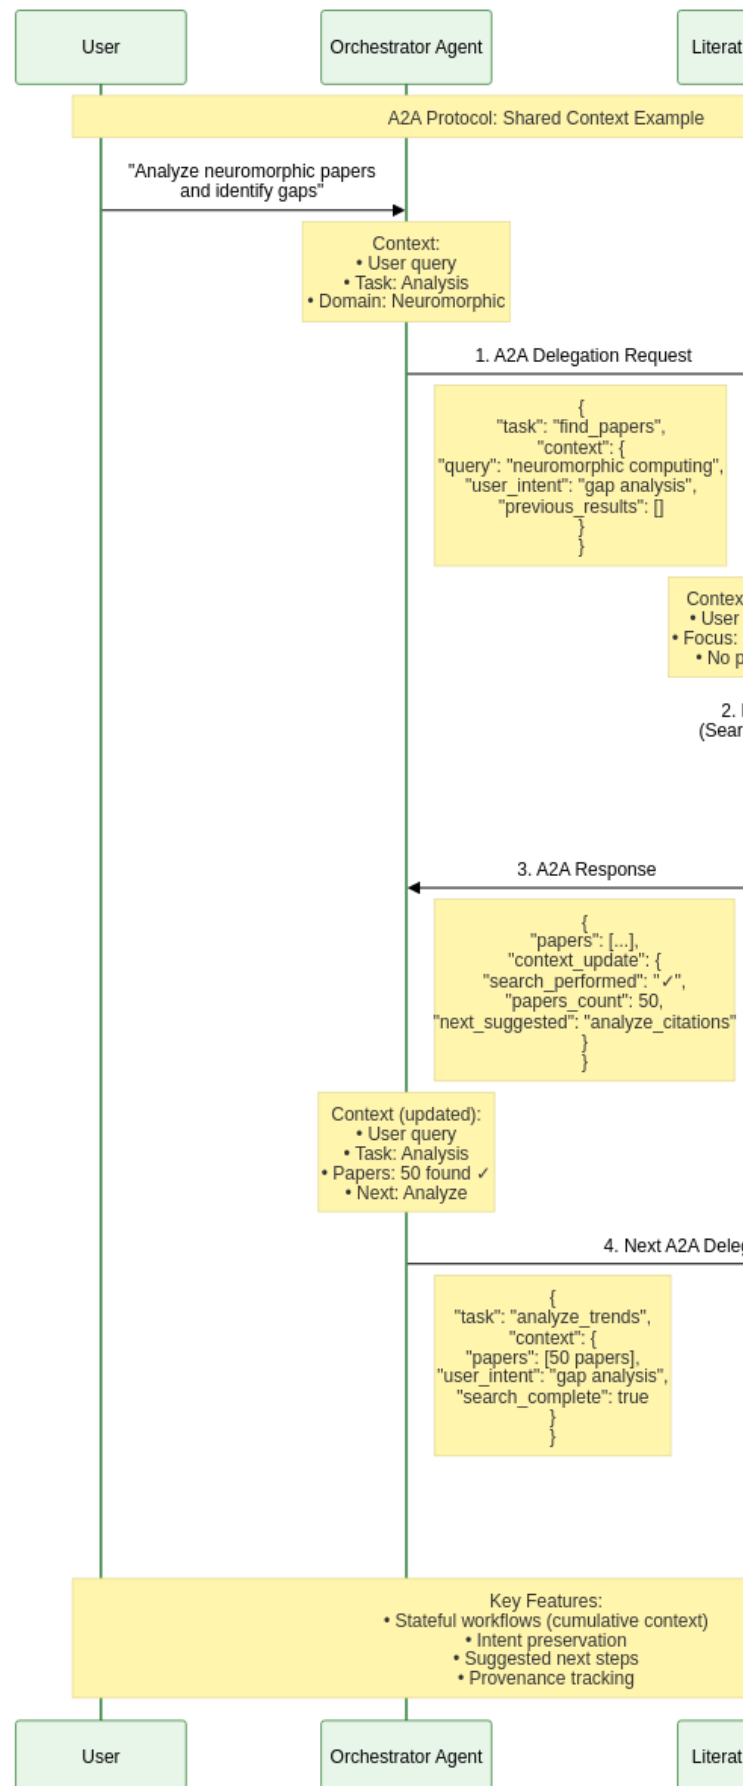 User
Orchestrator Agent
Literat
A2A Protocol: Shared Context Example
"Analyze neuromorphic papers
and identify gaps"
Context:
• User query
• Task: Analysis
• Domain: Neuromorphic
1. A2A Delegation Request
{
"task": "find_papers",
"context": {
"query": "neuromorphic computing",
"user_intent": "gap analysis",
"previous_results": []
}
}
Contex
• User
• Focus:
• No p
2.
(Sear
3. A2A Response
{
"papers": [...],
"context_update": {
"search_performed": "✓",
"papers_count": 50,
"next_suggested": "analyze_citations"
}
}
Context (updated):
• User query
• Task: Analysis
• Papers: 50 found ✓
• Next: Analyze
4. Next A2A Deleg
{
"task": "analyze_trends",
"context": {
"papers": [50 papers],
"user_intent": "gap analysis",
"search_complete": true
}
}
Key Features:
• Stateful workflows (cumulative context)
• Intent preservation
• Suggested next steps
• Provenance tracking
User
Orchestrator Agent
Literat